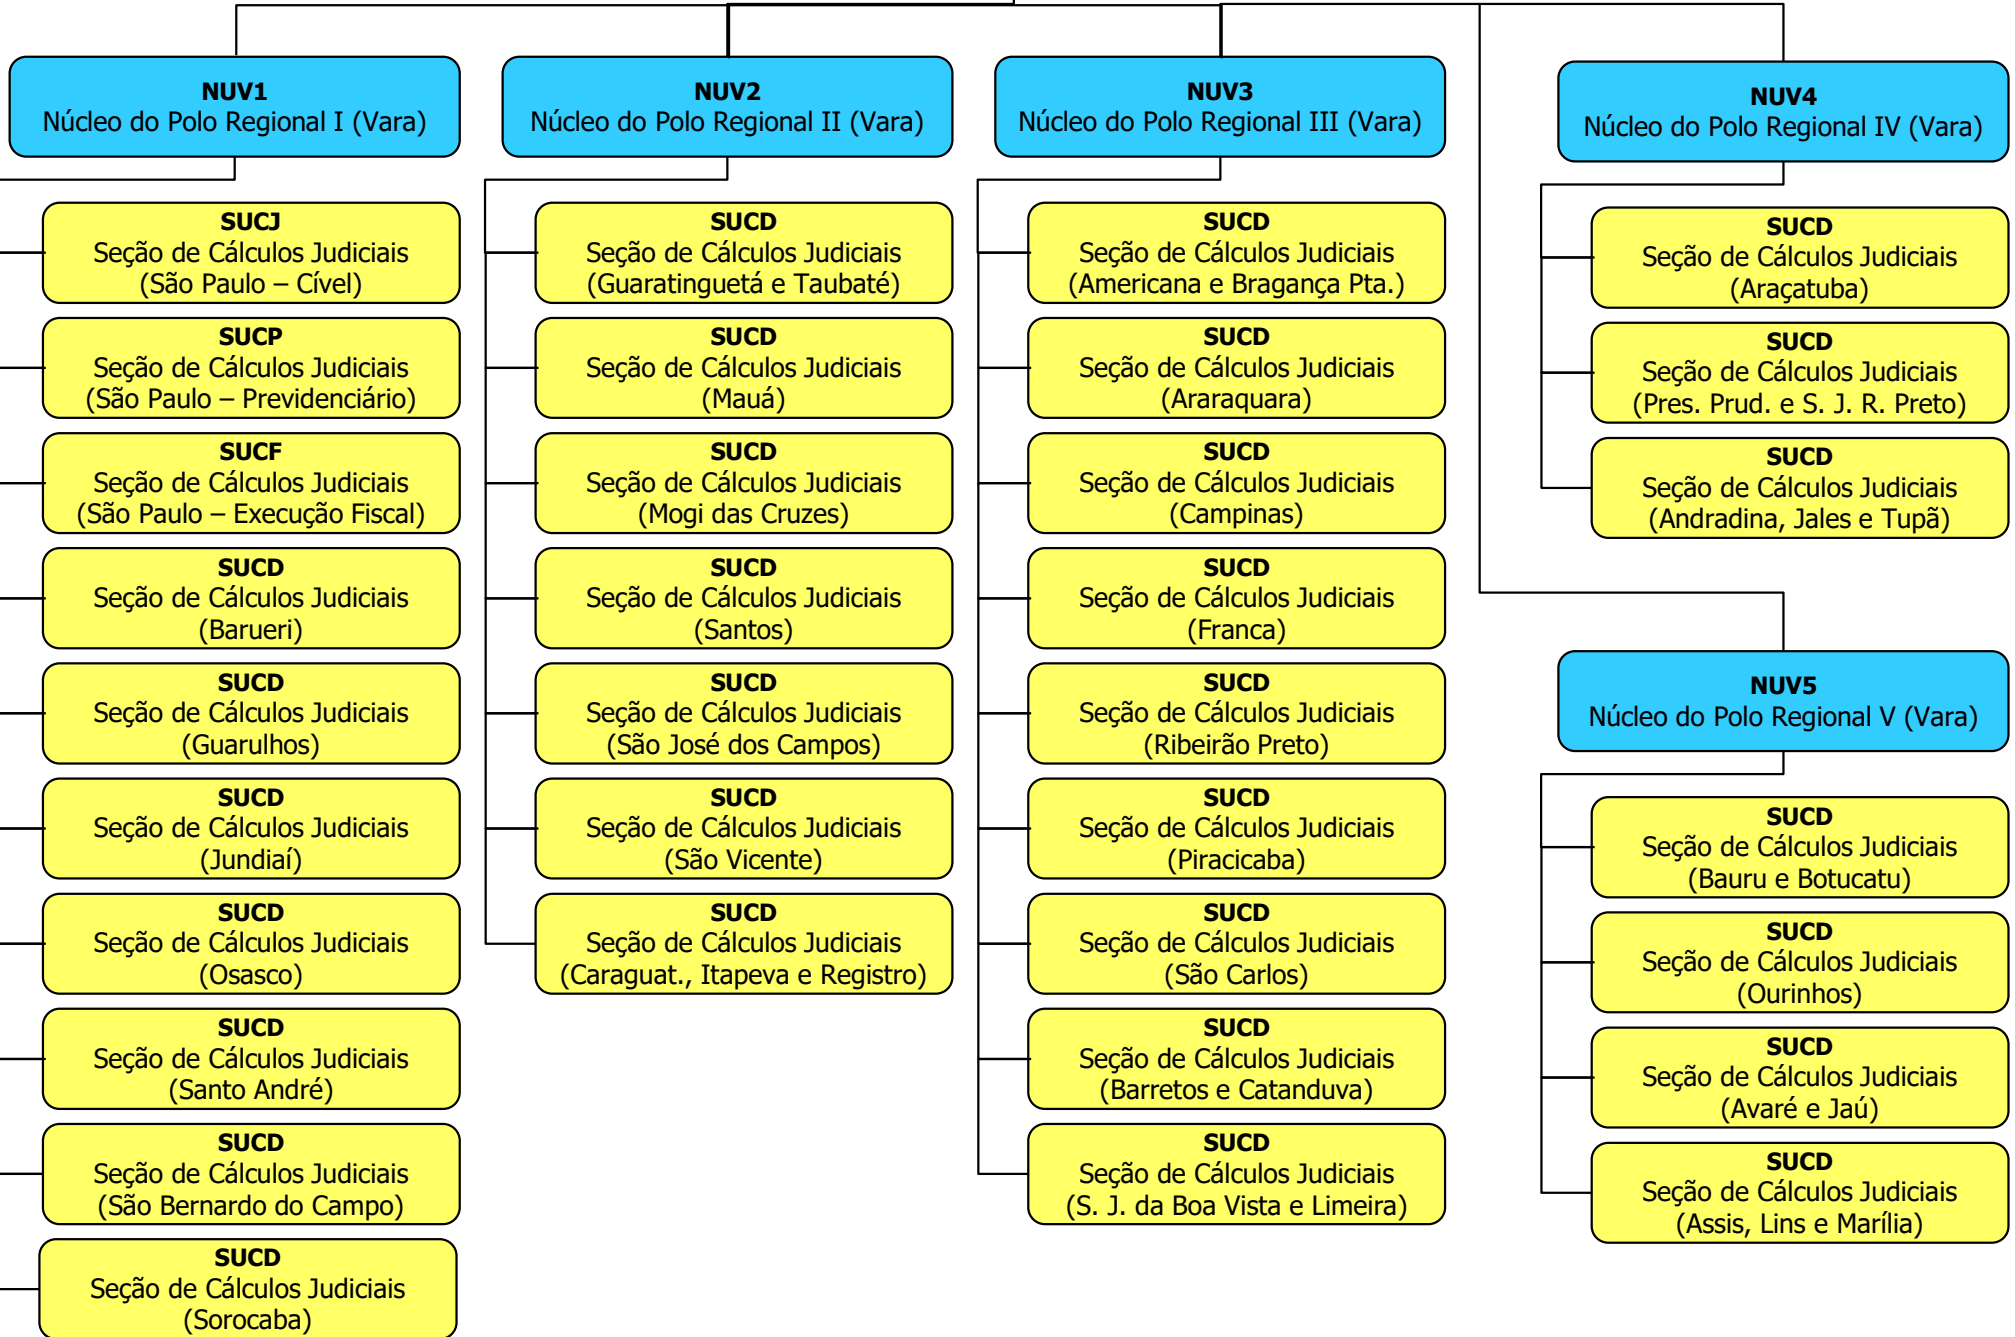 NUV1
Núcleo do Polo Regional I (Vara)
SUCJ
Seção de Cálculos Judiciais
(São Paulo – Cível)
SUCP
Seção de Cálculos Judiciais
(São Paulo – Previdenciário)
SUCF
Seção de Cálculos Judiciais
(São Paulo – Execução Fiscal)
SUCD
Seção de Cálculos Judiciais
(Barueri)
SUCD
Seção de Cálculos Judiciais
(Guarulhos)
SUCD
Seção de Cálculos Judiciais
(Jundiaí)
SUCD
Seção de Cálculos Judiciais
(Osasco)
SUCD
Seção de Cálculos Judiciais
(Santo André)
SUCD
Seção de Cálculos Judiciais
(São Bernardo do Campo)
SUCD
Seção de Cálculos Judiciais
(Sorocaba)
NUV2
Núcleo do Polo Regional II (Vara)
SUCD
Seção de Cálculos Judiciais
(Guaratinguetá e Taubaté)
SUCD
Seção de Cálculos Judiciais
(Mauá)
SUCD
Seção de Cálculos Judiciais
(Mogi das Cruzes)
SUCD
Seção de Cálculos Judiciais
(Santos)
SUCD
Seção de Cálculos Judiciais
(São José dos Campos)
SUCD
Seção de Cálculos Judiciais
(São Vicente)
SUCD
Seção de Cálculos Judiciais
(Caraguat., Itapeva e Registro)
NUV3
Núcleo do Polo Regional III (Vara)
SUCD
Seção de Cálculos Judiciais
(Americana e Bragança Pta.)
SUCD
Seção de Cálculos Judiciais
(Araraquara)
SUCD
Seção de Cálculos Judiciais
(Campinas)
SUCD
Seção de Cálculos Judiciais
(Franca)
SUCD
Seção de Cálculos Judiciais
(Ribeirão Preto)
SUCD
Seção de Cálculos Judiciais
(Piracicaba)
SUCD
Seção de Cálculos Judiciais
(São Carlos)
SUCD
Seção de Cálculos Judiciais
(Barretos e Catanduva)
SUCD
Seção de Cálculos Judiciais
(S. J. da Boa Vista e Limeira)
NUV4
Núcleo do Polo Regional IV (Vara)
SUCD
Seção de Cálculos Judiciais
(Araçatuba)
SUCD
Seção de Cálculos Judiciais
(Pres. Prud. e S. J. R. Preto)
SUCD
Seção de Cálculos Judiciais
(Andradina, Jales e Tupã)
NUV5
Núcleo do Polo Regional V (Vara)
SUCD
Seção de Cálculos Judiciais
(Bauru e Botucatu)
SUCD
Seção de Cálculos Judiciais
(Ourinhos)
SUCD
Seção de Cálculos Judiciais
(Avaré e Jaú)
SUCD
Seção de Cálculos Judiciais
(Assis, Lins e Marília)